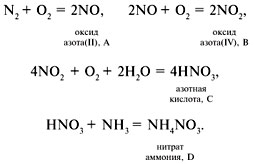 N₂ + O₂ = 2NO,     2NO + O₂ = 2NO₂,
оксид     оксид
азота(II), А     азота(IV), В
4NO₂ + O₂ + 2H₂O = 4HNO₃,
азотная
кислота, С
HNO₃ + NH₃ = NH₄NO₃.
нитрат
аммония, D